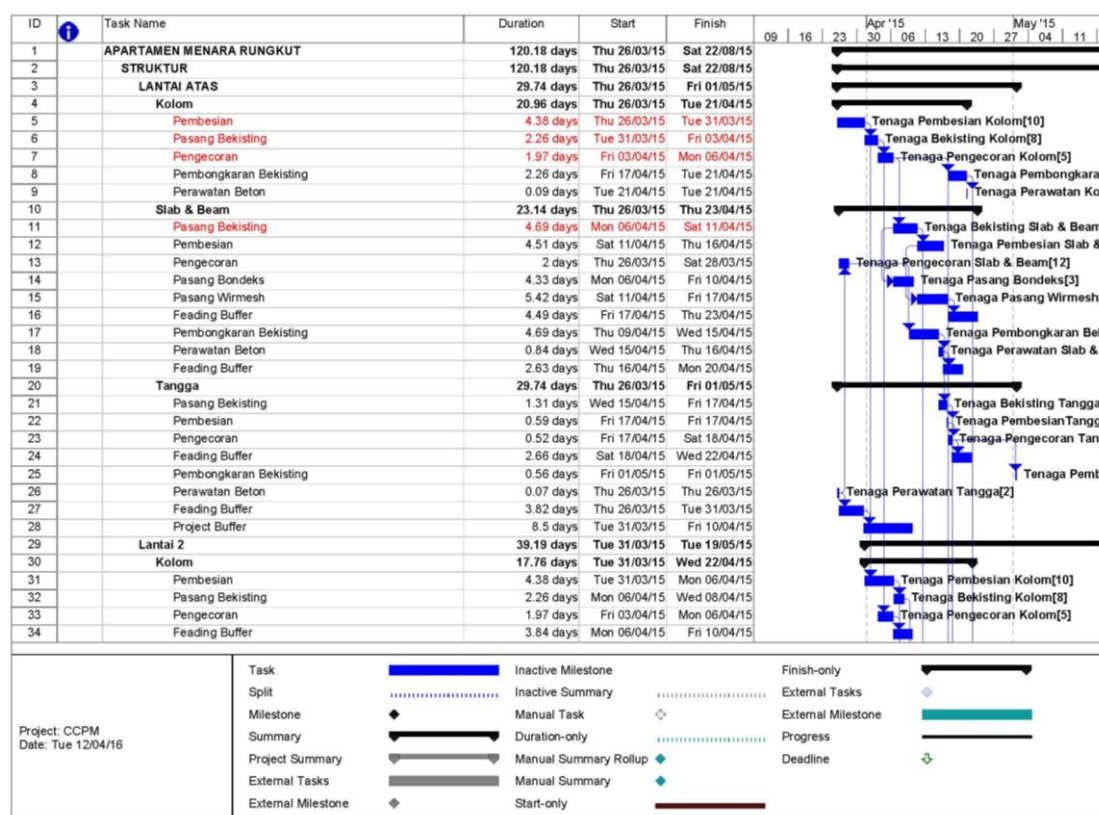 ID Task Name Duration Start Finish Apr '15 May '15
09 16 23 30 06 13 20 27 04 11
1 APARTAMEN MENARA RUNGKUT 120.18 days Thu 26/03/15 Sat 22/08/15
2 STRUKTUR 120.18 days Thu 26/03/15 Sat 22/08/15
3 LANTAI ATAS 29.74 days Thu 26/03/15 Fri 01/05/15
4 Kolom 20.96 days Thu 26/03/15 Tue 21/04/15
5 Pembesian 4.38 days Thu 26/03/15 Tue 31/03/15 Tenaga Pembesian Kolom[10]
6 Pasang Bekisting 2.26 days Tue 31/03/15 Fri 03/04/15 Tenaga Bekisting Kolom[8]
7 Pengecoran 1.97 days Fri 03/04/15 Mon 06/04/15 Tenaga Pengecoran Kolom[5]
8 Pembongkaran Bekisting 2.26 days Fri 17/04/15 Tue 21/04/15 Tenaga Pembongkaran
9 Perawatan Beton 0.09 days Tue 21/04/15 Tue 21/04/15 Tenaga Perawatan Ko
10 Slab & Beam 23.14 days Thu 26/03/15 Thu 23/04/15
11 Pasang Bekisting 4.69 days Mon 06/04/15 Sat 11/04/15 Tenaga Bekisting Slab & Beam
12 Pembesian 4.51 days Sat 11/04/15 Thu 16/04/15 Tenaga Pembesian Slab &
13 Pengecoran 2 days Thu 26/03/15 Sat 28/03/15 Tenaga Pengecoran Slab & Beam[12]
14 Pasang Bondeks 4.33 days Mon 06/04/15 Fri 10/04/15 Tenaga Pasang Bondeks[3]
15 Pasang Wirmesh 5.42 days Sat 11/04/15 Fri 17/04/15 Tenaga Pasang Wirmesh
16 Feading Buffer 4.49 days Fri 17/04/15 Thu 23/04/15
17 Pembongkaran Bekisting 4.69 days Thu 09/04/15 Wed 15/04/15 Tenaga Pembongkaran Bek
18 Perawatan Beton 0.84 days Wed 15/04/15 Thu 16/04/15 Tenaga Perawatan Slab &
19 Feading Buffer 2.63 days Thu 16/04/15 Mon 20/04/15
20 Tangga 29.74 days Thu 26/03/15 Fri 01/05/15
21 Pasang Bekisting 1.31 days Wed 15/04/15 Fri 17/04/15 Tenaga Bekisting Tangga
22 Pembesian 0.59 days Fri 17/04/15 Fri 17/04/15 Tenaga PembesianTangg
23 Pengecoran 0.52 days Fri 17/04/15 Sat 18/04/15 Tenaga Pengecoran Tan
24 Feading Buffer 2.66 days Sat 18/04/15 Wed 22/04/15
25 Pembongkaran Bekisting 0.56 days Fri 01/05/15 Fri 01/05/15 Tenaga Pemb
26 Perawatan Beton 0.07 days Thu 26/03/15 Thu 26/03/15 Tenaga Perawatan Tangga[2]
27 Feading Buffer 3.82 days Thu 26/03/15 Tue 31/03/15
28 Project Buffer 8.5 days Tue 31/03/15 Fri 10/04/15
29 Lantai 2 39.19 days Tue 31/03/15 Tue 19/05/15
30 Kolom 17.76 days Tue 31/03/15 Wed 22/04/15
31 Pembesian 4.38 days Tue 31/03/15 Mon 06/04/15 Tenaga Pembesian Kolom[10]
32 Pasang Bekisting 2.26 days Mon 06/04/15 Wed 08/04/15 Tenaga Bekisting Kolom[8]
33 Pengecoran 1.97 days Fri 03/04/15 Mon 06/04/15 Tenaga Pengecoran Kolom[5]
34 Feading Buffer 3.84 days Mon 06/04/15 Fri 10/04/15
Project: CCPM
Date: Tue 12/04/16
Task Inactive Milestone Finish-only
Split Inactive Summary External Tasks
Milestone Manual Task External Milestone
Summary Duration-only Progress
Project Summary Manual Summary Rollup Deadline
External Tasks Manual Summary
External Milestone Start-only